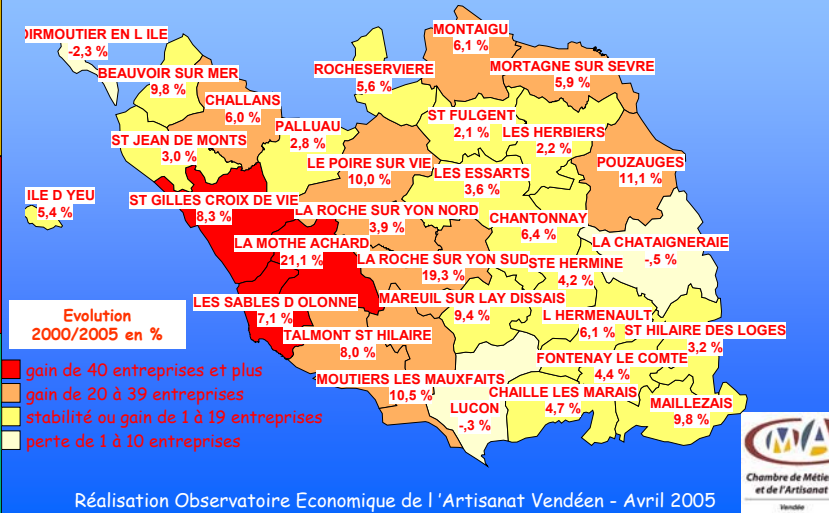 OIRMOUTIER EN L ILE
-2,3 %
MONTAIGU
6,1 %
BEAUVOIR SUR MER
9,8 %
ROCHESERVIERE
5,6 %
MORTAGNE SUR SEVRE
5,9 %
CHALLANS
6,0 %
ST FULGENT
2,1 %
LES HERBIERS
2,2 %
PALLUAU
2,8 %
ST JEAN DE MONTS
3,0 %
LE POIRE SUR VIE
10,0 %
LES ESSARTS
3,6 %
POUZAUGES
11,1 %
ILE D YEU
5,4 %
ST GILLES CROIX DE VIE
8,3 %
LA ROCHE SUR YON NORD
3,9 %
CHANTONNAY
6,4 %
LA MOTHE ACHARD
21,1 %
LA CHATAIGNERAIE
-,5 %
LA ROCHE SUR YON SUD
19,3 %
STE HERMINE
4,2 %
LES SABLES D OLONNE
7,1 %
MAREUIL SUR LAY DISSAIS
9,4 %
L HERMENAULT
6,1 %
ST HILAIRE DES LOGES
3,2 %
TALMONT ST HILAIRE
8,0 %
FONTENAY LE COMTE
4,4 %
MOUTIERS LES MAUXFAITS
10,5 %
CHAILLE LES MARAIS
4,7 %
MAILLEZAIS
9,8 %
LUCON
-,3 %
Evolution
2000/2005 en %
gain de 40 entreprises et plus
gain de 20 à 39 entreprises
stabilité ou gain de 1 à 19 entreprises
perte de 1 à 10 entreprises
Réalisation Observatoire Economique de l 'Artisanat Vendéen - Avril 2005
Chambre de Métie
et de l'Artisanat
Vendée